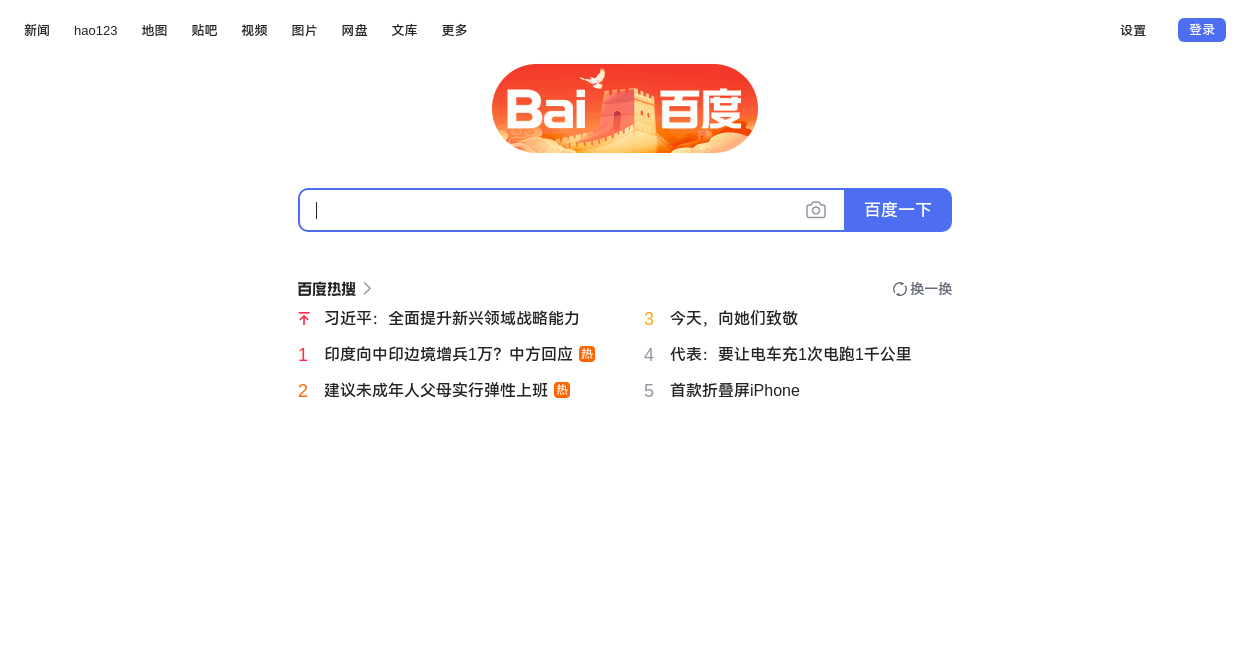 新闻 hao123 地图 贴吧 视频 图片 网盘 文库 更多 设置 登录
Bai 百度
百度一下
百度热搜 换一换
习近平：全面提升新兴领域战略能力
1 印度向中印边境增兵1万？中方回应 热
2 建议未成年人父母实行弹性上班 热
3 今天，向她们致敬
4 代表：要让电车充1次电跑1千公里
5 首款折叠屏iPhone